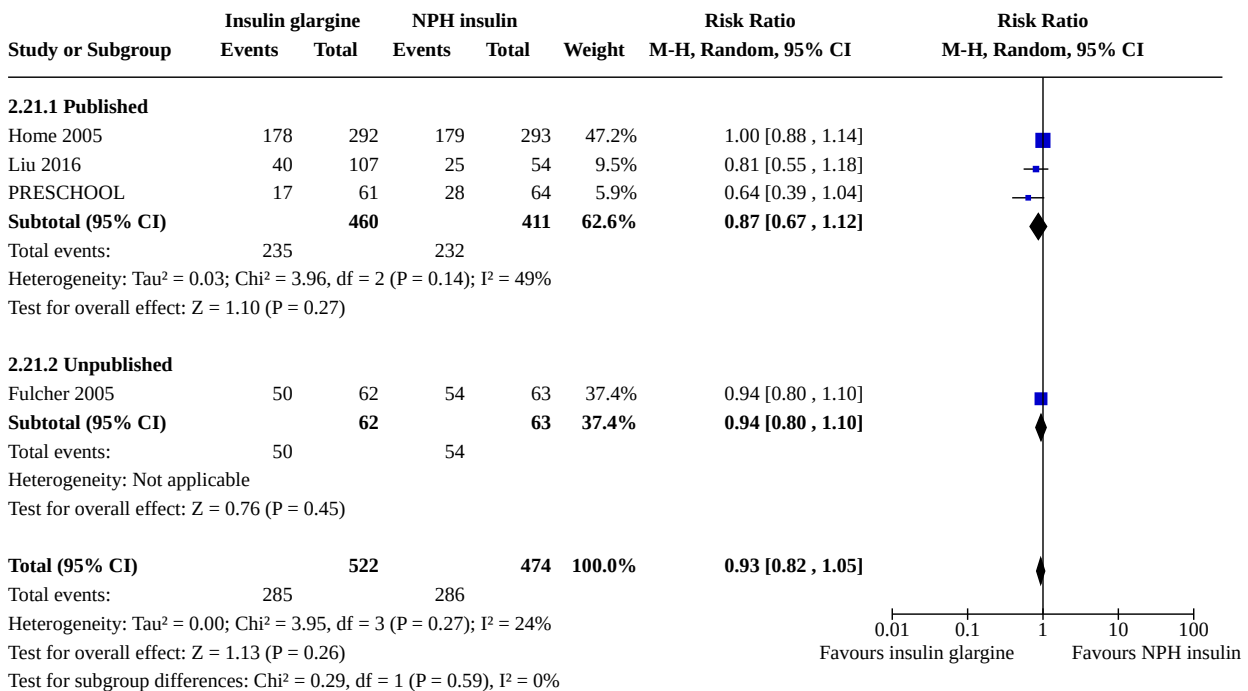 Insulin glargine NPH insulin Risk Ratio Risk Ratio
Study or Subgroup Events Total Events Total Weight M-H, Random, 95% CI M-H, Random, 95% CI
2.21.1 Published
Home 2005 178 292 179 293 47.2% 1.00 [0.88 , 1.14]
Liu 2016 40 107 25 54 9.5% 0.81 [0.55 , 1.18]
PRESCHOOL 17 61 28 64 5.9% 0.64 [0.39 , 1.04]
Subtotal (95% CI) 460 411 62.6% 0.87 [0.67 , 1.12]
Total events: 235 232
Heterogeneity: Tau² = 0.03; Chi² = 3.96, df = 2 (P = 0.14); I² = 49%
Test for overall effect: Z = 1.10 (P = 0.27)
2.21.2 Unpublished
Fulcher 2005 50 62 54 63 37.4% 0.94 [0.80 , 1.10]
Subtotal (95% CI) 62 63 37.4% 0.94 [0.80 , 1.10]
Total events: 50 54
Heterogeneity: Not applicable
Test for overall effect: Z = 0.76 (P = 0.45)
Total (95% CI) 522 474 100.0% 0.93 [0.82 , 1.05]
Total events: 285 286
Heterogeneity: Tau² = 0.00; Chi² = 3.95, df = 3 (P = 0.27); I² = 24%
0.01 0.1 1 10 100
Test for overall effect: Z = 1.13 (P = 0.26) Favours insulin glargine Favours NPH insulin
Test for subgroup differences: Chi² = 0.29, df = 1 (P = 0.59), I² = 0%